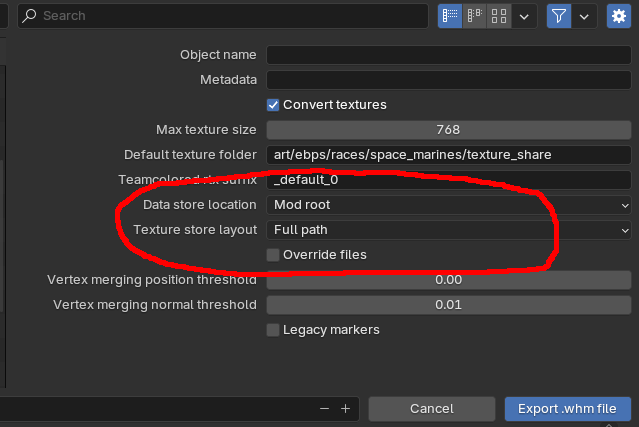 Search
Object name
Metadata
Convert textures
Max texture size 768
Default texture folder art/ebps/races/space_marines/texture_share
Teamcolored rtx suffix _default_0
Data store location Mod root
Texture store layout Full path
Override files
Vertex merging position threshold 0.00
Vertex merging normal threshold 0.01
Legacy markers
Cancel Export .whm file